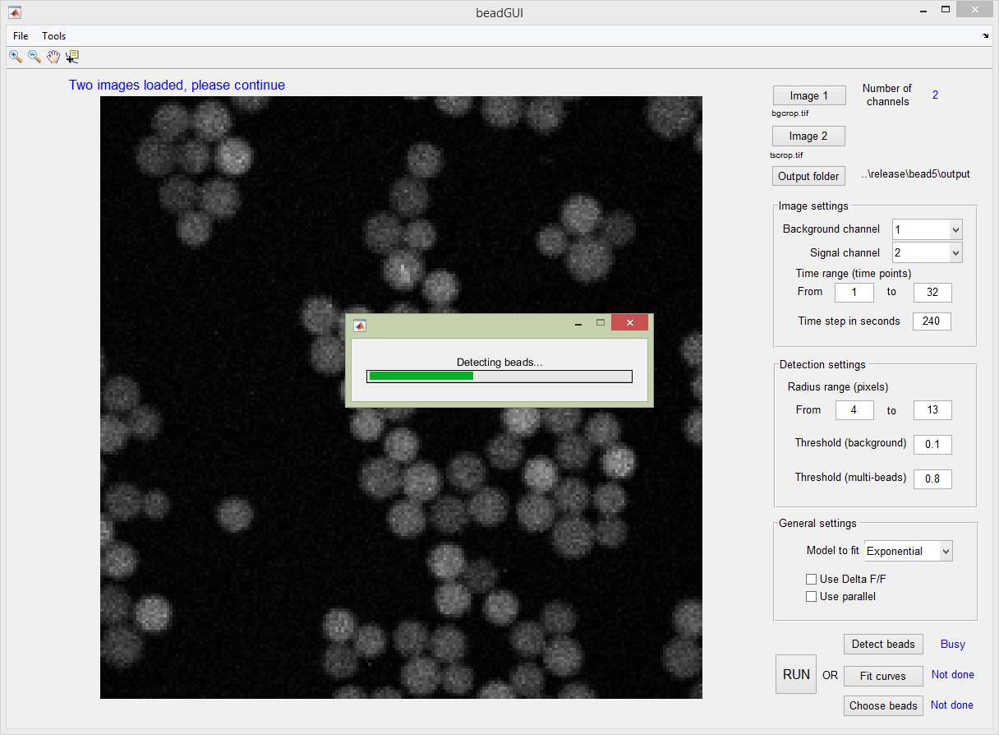 beadGUI
File Tools
Two images loaded, please continue
Image 1
Number of
channels
2
bgcrop.tif
Image 2
tscrop.tif
Output folder
..\release\bead5\output
Image settings
Background channel 1
Signal channel 2
Time range (time points)
From 1 to 32
Time step in seconds 240
Detection settings
Radius range (pixels)
From 4 to 13
Threshold (background) 0.1
Threshold (multi-beads) 0.8
General settings
Model to fit Exponential
Use Delta F/F
Use parallel
Detect beads Busy
RUN OR Fit curves Not done
Choose beads Not done
Detecting beads...